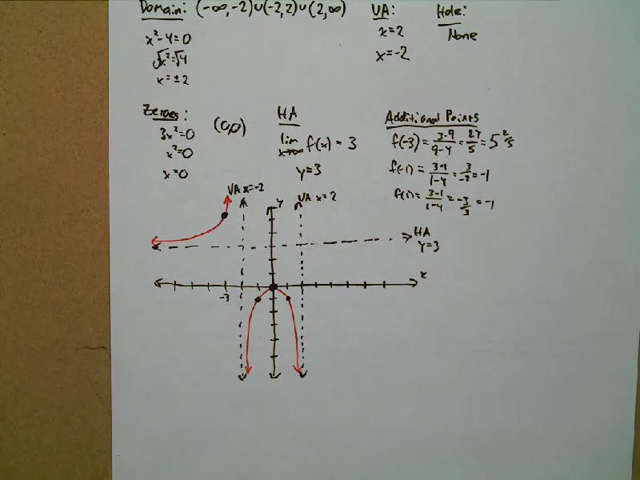 Domain: (-∞,-2)∪(-2,2)∪(2,∞)
x²-4=0
√x²=√4
x=±2
VA:
x=2
x=-2
Hole:
None
Zeroes:
3x²=0
x²=0
x=0
(0,0)
HA
lim f(x) = 3
x→∞
y=3
Additional Points
f(-3)=3·9/9-4=27/5=5 2/5
f(-1)=3·1/1-4=3/-3=-1
f(1)=3·1/1-4=-3/3=-1
VA x=-2
y
VA x=2
HA
y=3
x
-3